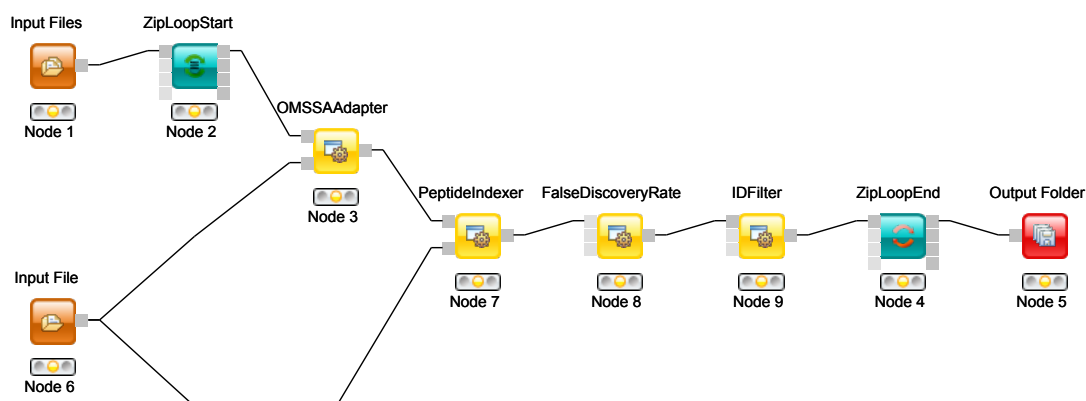 Input Files
ZipLoopStart
Node 1
Node 2
OMSSAAdapter
Node 3
PeptideIndexer
FalseDiscoveryRate
IDFilter
ZipLoopEnd
Output Folder
Node 7
Node 8
Node 9
Node 4
Node 5
Input File
Node 6